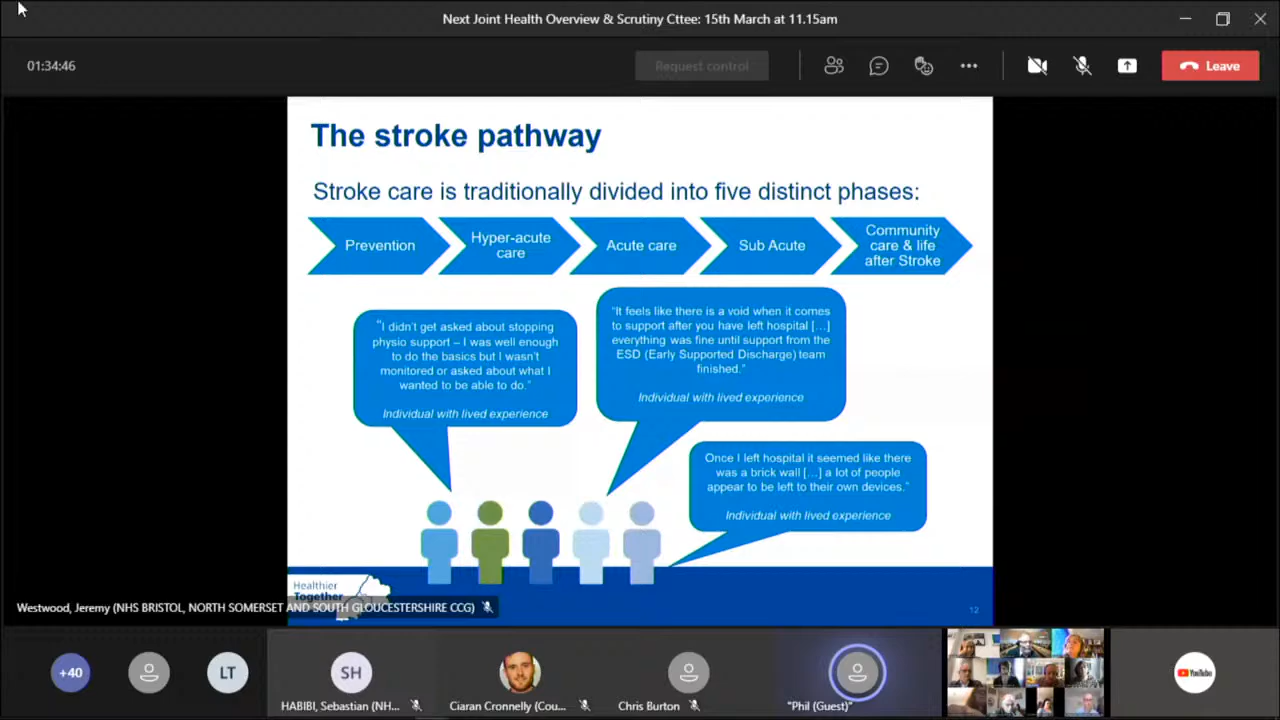 Next Joint Health Overview & Scrutiny Cttee: 15th March at 11.15am
01:34:46
Request control
Leave
The stroke pathway
Stroke care is traditionally divided into five distinct phases:
Prevention
Hyper-acute
care
Acute care
Sub Acute
Community
care & life
after Stroke
"I didn't get asked about stopping
physio support – I was well enough
to do the basics but I wasn't
monitored or asked about what I
wanted to be able to do."
Individual with lived experience
"It feels like there is a void when it comes
to support after you have left hospital [...]
everything was fine until support from the
ESD (Early Supported Discharge) team
finished."
Individual with lived experience
Once I left hospital it seemed like there
was a brick wall [...] a lot of people
appear to be left to their own devices."
Individual with lived experience
Healthier
Together
12
Westwood, Jeremy (NHS BRISTOL, NORTH SOMERSET AND SOUTH GLOUCESTERSHIRE CCG)
+40
LT
SH
HABIBI, Sebastian (NH...
Ciaran Cronnelly (Cou...
Chris Burton
"Phil (Guest)"
YouTube